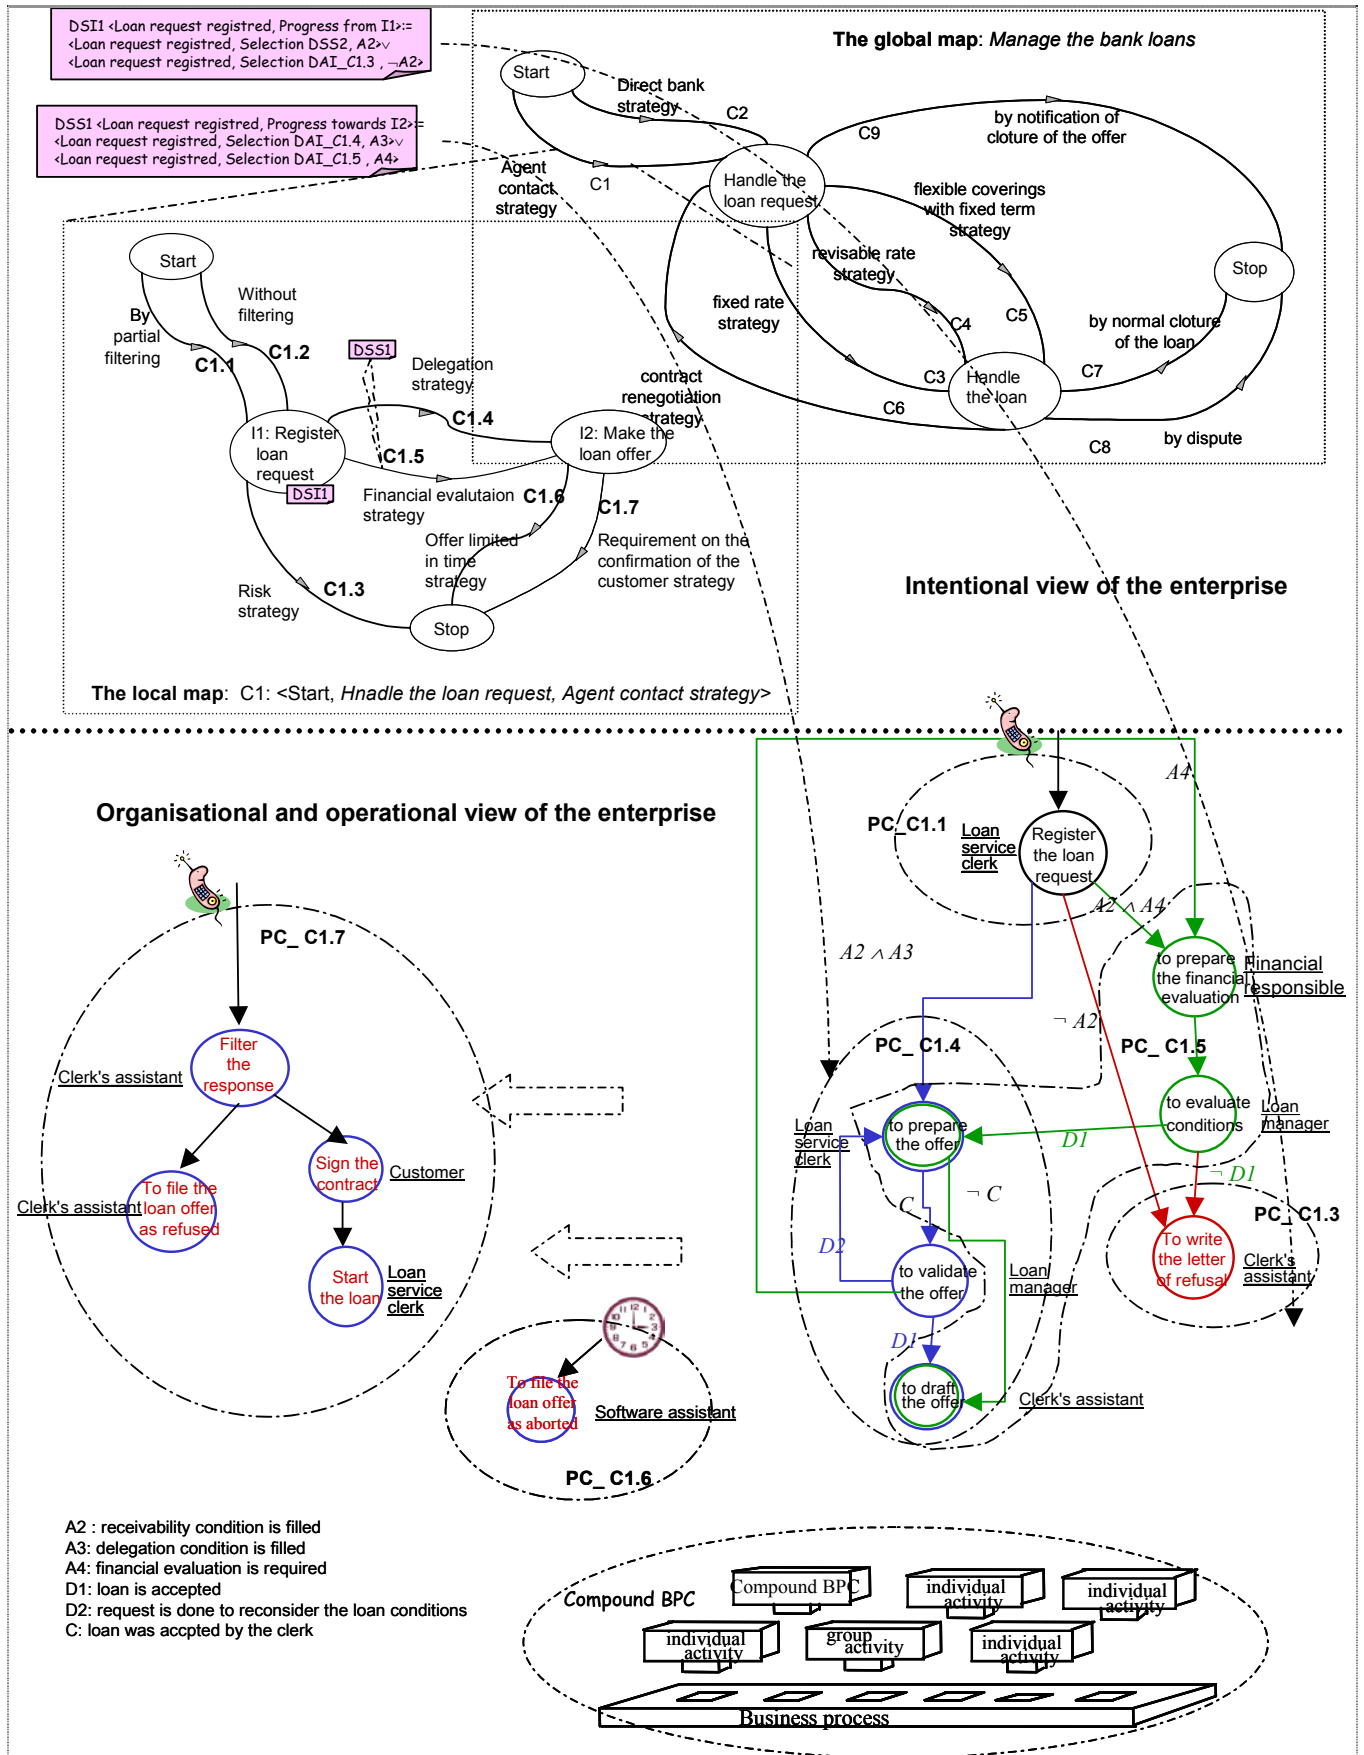 DSI1 <Loan request registred, Progress from I1>:=
<Loan request registred, Selection DSS2, A2>∨
<Loan request registred, Selection DAI_C1.3 , ¬A2>
DSS1 <Loan request registred, Progress towards I2>:=
<Loan request registred, Selection DAI_C1.4, A3>∨
<Loan request registred, Selection DAI_C1.5 , A4>
The global map: Manage the bank loans
Start
Direct bank
strategy
C2
C9
by notification of
cloture of the offer
Agent
contact
strategy
C1
Handle the
loan request
flexible coverings
with fixed term
strategy
revisable rate
strategy
fixed rate
strategy
C4
C5
Stop
by normal cloture
of the loan
C3
Handle
the loan
C7
contract
renegotiation
strategy
C6
C8
by dispute
Start
Without
filtering
By
partial
filtering
C1.1
C1.2
DSS1
Delegation
strategy
C1.4
I1: Register
loan
request
DSI1
C1.5
I2: Make the
loan offer
Financial evalutaion
strategy
C1.6
C1.7
Offer limited
in time
strategy
Requirement on the
confirmation of the
customer strategy
Risk
strategy
C1.3
Stop
Intentional view of the enterprise
The local map: C1: <Start, Hnadle the loan request, Agent contact strategy>
Organisational and operational view of the enterprise
A4
PC_C1.1
Loan
service
clerk
Register
the loan
request
A2 ∧ A4
A2 ∧ A3
to prepare
the financial
evaluation
Financial
responsible
¬ A2
PC_ C1.4
PC_ C1.5
to evaluate
conditions
Loan
manager
Loan
service
clerk
to prepare
the offer
D1
¬ D1
¬ C
C
D2
PC_ C1.3
To write
the letter
of refusal
Clerk's
assistant
to validate
the offer
Loan
manager
D1
to draft
the offer
Clerk's assistant
PC_ C1.7
Filter
the
response
Clerk's assistant
Sign the
contract
Customer
To file the
loan offer
as refused
Clerk's assistant
Start
the loan
Loan
service
clerk
To file the
loan offer
as aborted
Software assistant
PC_ C1.6
A2 : receivability condition is filled
A3: delegation condition is filled
A4: financial evaluation is required
D1: loan is accepted
D2: request is done to reconsider the loan conditions
C: loan was accpted by the clerk
Compound BPC
Compound BPC
individual
activity
individual
activity
individual
activity
group
activity
individual
activity
Business process